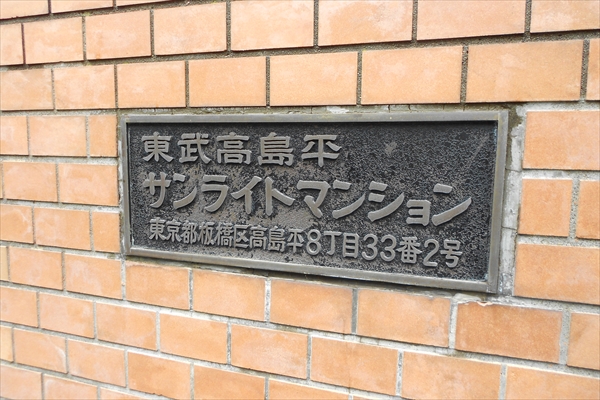 東武高島平
サンライトマンション
東京都板橋区高島平8丁目33番2号